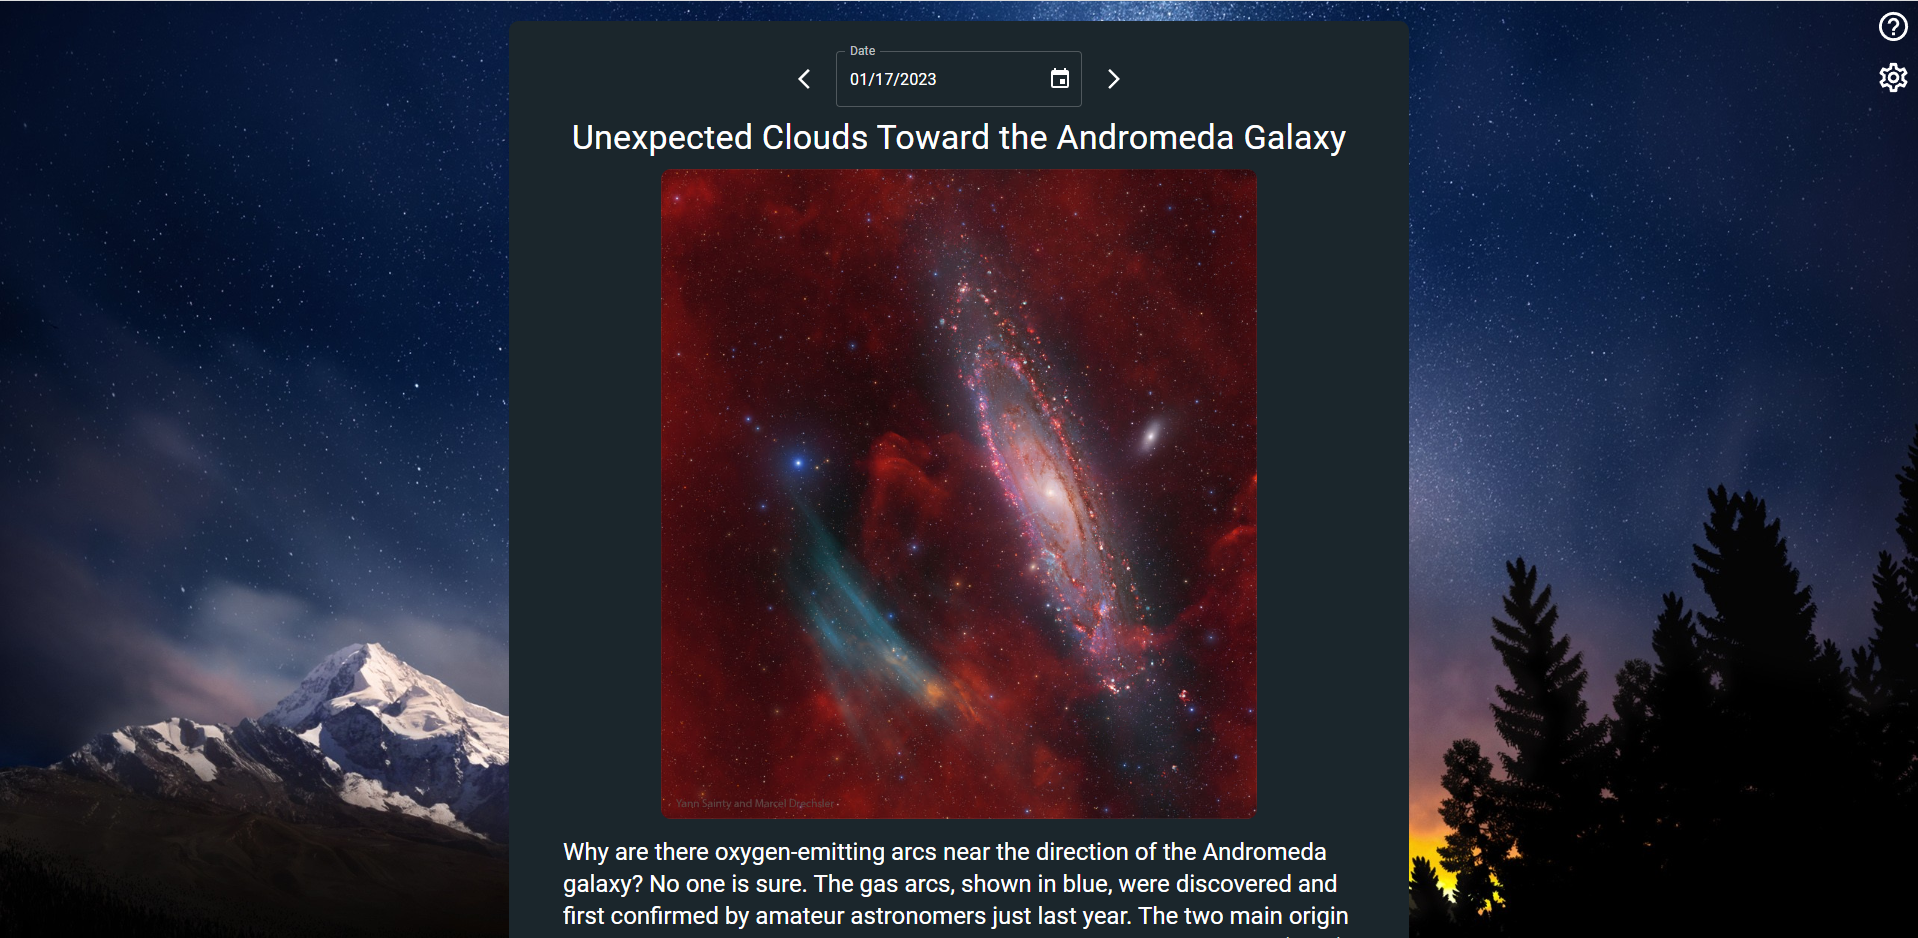 Date
01/17/2023
Unexpected Clouds Toward the Andromeda Galaxy
Yann Sainty and Marcel Drechsler
Why are there oxygen-emitting arcs near the direction of the Andromeda
galaxy? No one is sure. The gas arcs, shown in blue, were discovered and
first confirmed by amateur astronomers just last year. The two main origin